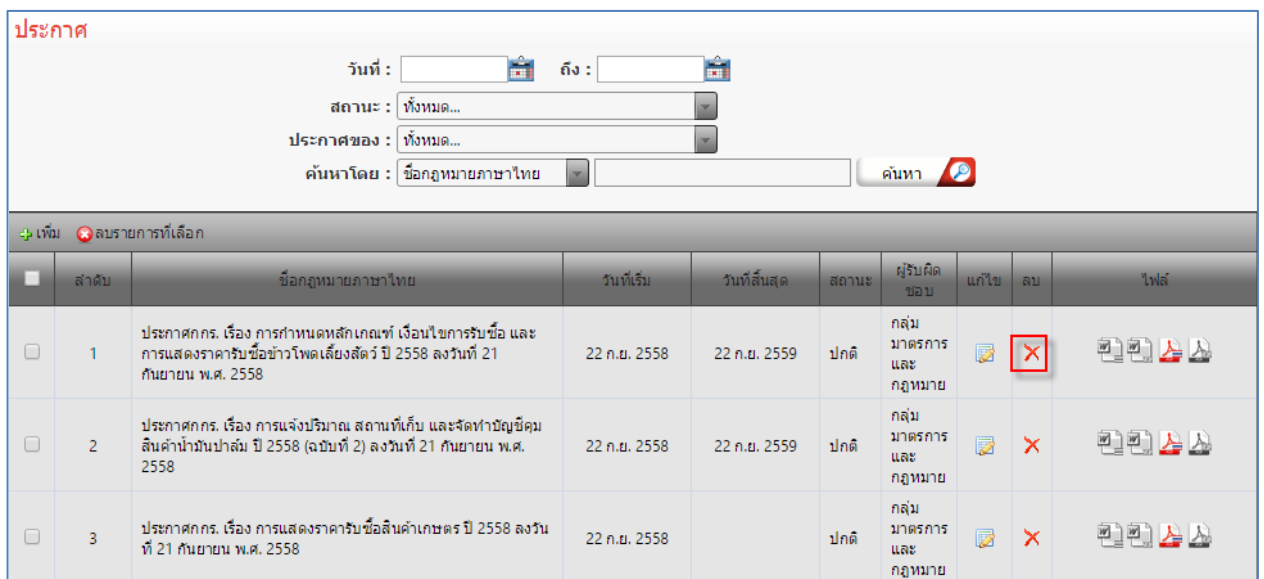 ประกาศ
วันที่ : ถึง :
สถานะ : ทั้งหมด...
ประกาศของ : ทั้งหมด...
ค้นหาโดย : ชื่อกฎหมายภาษาไทย ค้นหา
เพิ่ม ลบรายการที่เลือก
ลำดับ ชื่อกฎหมายภาษาไทย วันที่เริ่ม วันที่สิ้นสุด สถานะ ผู้รับผิด แก้ไข ลบ ไฟล์
ชอบ
ประกาศกกร. เรื่อง การกำหนดหลักเกณฑ์ เงื่อนไขการรับซื้อ และ กลุ่ม
1 การแสดงราคารับซื้อข้าวโพดเลี้ยงสัตว์ ปี 2558 ลงวันที่ 21 22 ก.ย. 2558 22 ก.ย. 2559 ปกติ มาตรการ
กันยายน พ.ศ. 2558 และ
กฎหมาย
ประกาศกกร. เรื่อง การแจ้งปริมาณ สถานที่เก็บ และจัดทำบัญชีคุม กลุ่ม
2 สินค้าน้ำมันปาล์ม ปี 2558 (ฉบับที่ 2) ลงวันที่ 21 กันยายน พ.ศ. 22 ก.ย. 2558 22 ก.ย. 2559 ปกติ มาตรการ
2558 และ
กฎหมาย
ประกาศกกร. เรื่อง การแสดงราคารับซื้อสินค้าเกษตร ปี 2558 ลงวัน กลุ่ม
3 ที่ 21 กันยายน พ.ศ. 2558 22 ก.ย. 2558 ปกติ มาตรการ
และ
กฎหมาย